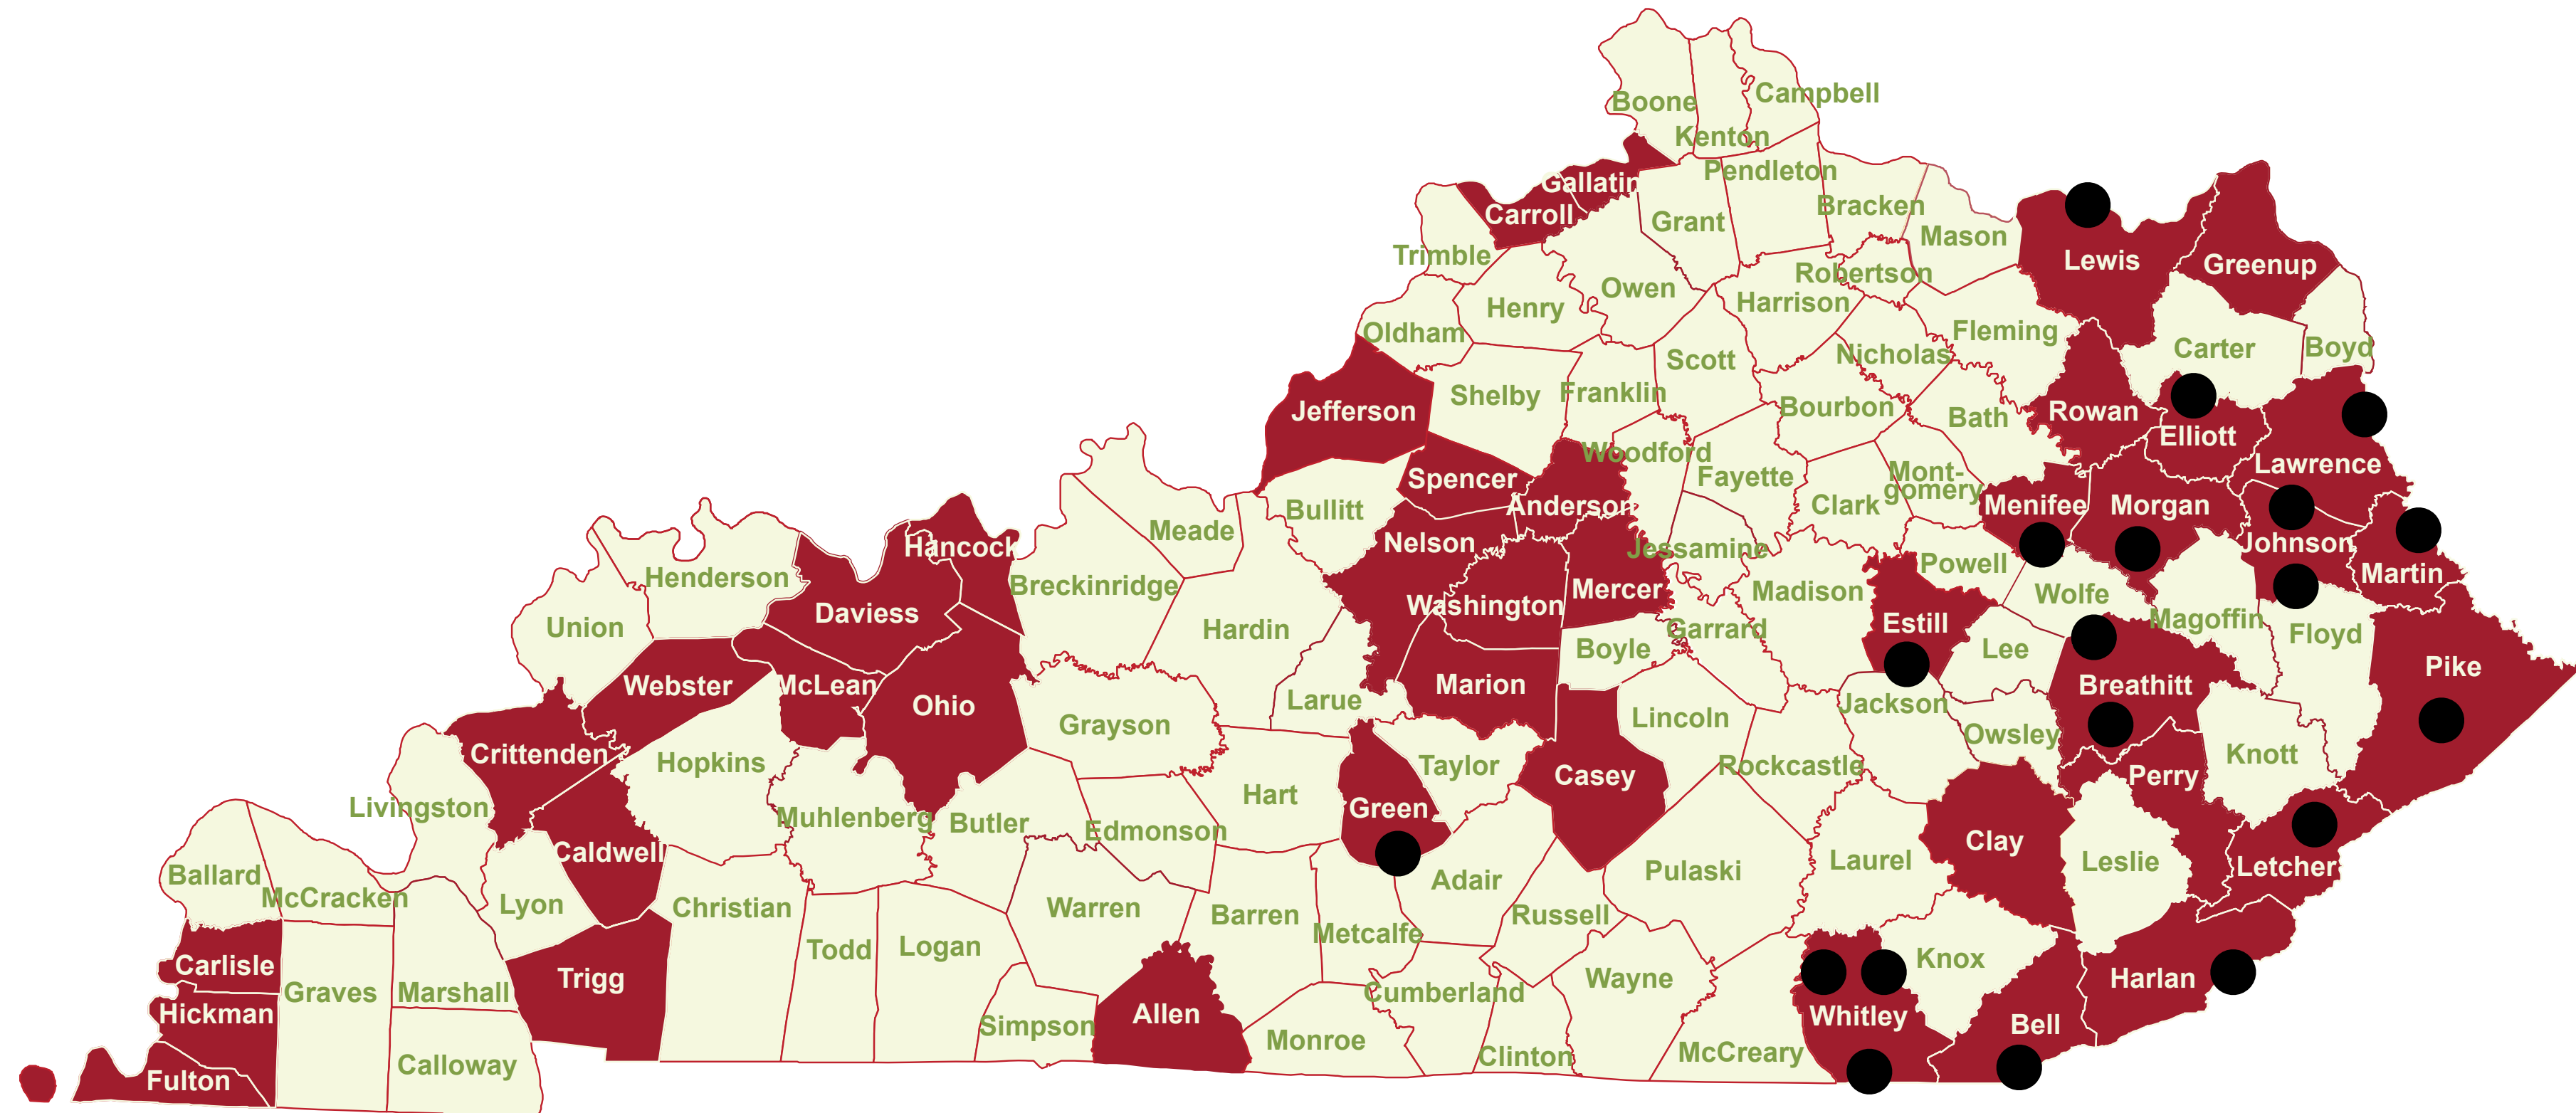 Boone
Campbell
Kenton
Pendleton
Gallatin
Carroll
Grant
Bracken
Mason
Trimble
Lewis
Greenup
Robertson
Owen
Harrison
Henry
Oldham
Fleming
Carter
Boyd
Nicholas
Scott
Shelby
Franklin
Jefferson
Bourbon
Bath
Rowan
Elliott
Woodford
Lawrence
Spencer
Fayette
Mont-
gomery
Anderson
Clark
Menifee
Morgan
Bullitt
Meade
Nelson
Hancock
Jessamine
Johnson
Powell
Martin
Henderson
Breckinridge
Mercer
Madison
Wolfe
Daviess
Washington
Magoffin
Union
Hardin
Garrard
Estill
Floyd
Boyle
Lee
Pike
Webster
McLean
Marion
Breathitt
Ohio
Larue
Jackson
Grayson
Lincoln
Owsley
Crittenden
Hopkins
Taylor
Rockcastle
Casey
Perry
Knott
Hart
Livingston
Green
Muhlenberg
Butler
Edmonson
Clay
Caldwell
Laurel
Leslie
Letcher
Ballard
Pulaski
Adair
McCracken
Lyon
Christian
Warren
Barren
Russell
Metcalfe
Todd
Logan
Knox
Carlisle
Trigg
Wayne
Harlan
Graves
Marshall
Cumberland
Hickman
Simpson
Allen
Whitley
Bell
Monroe
Clinton
McCreary
Calloway
Fulton